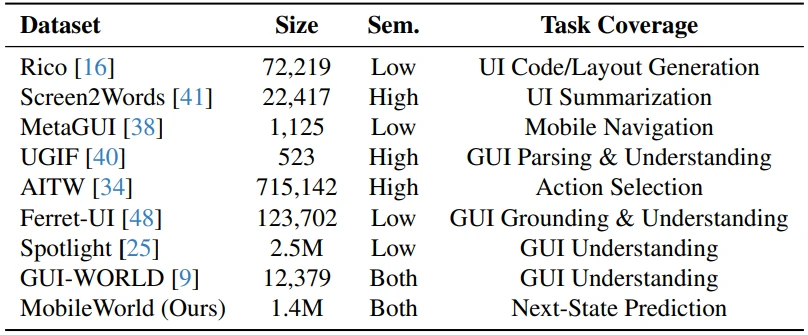 Dataset Size Sem. Task Coverage
Rico [16] 72,219 Low UI Code/Layout Generation
Screen2Words [41] 22,417 High UI Summarization
MetaGUI [38] 1,125 Low Mobile Navigation
UGIF [40] 523 High GUI Parsing & Understanding
AITW [34] 715,142 High Action Selection
Ferret-UI [48] 123,702 Low GUI Grounding & Understanding
Spotlight [25] 2.5M Low GUI Understanding
GUI-WORLD [9] 12,379 Both GUI Understanding
MobileWorld (Ours) 1.4M Both Next-State Prediction